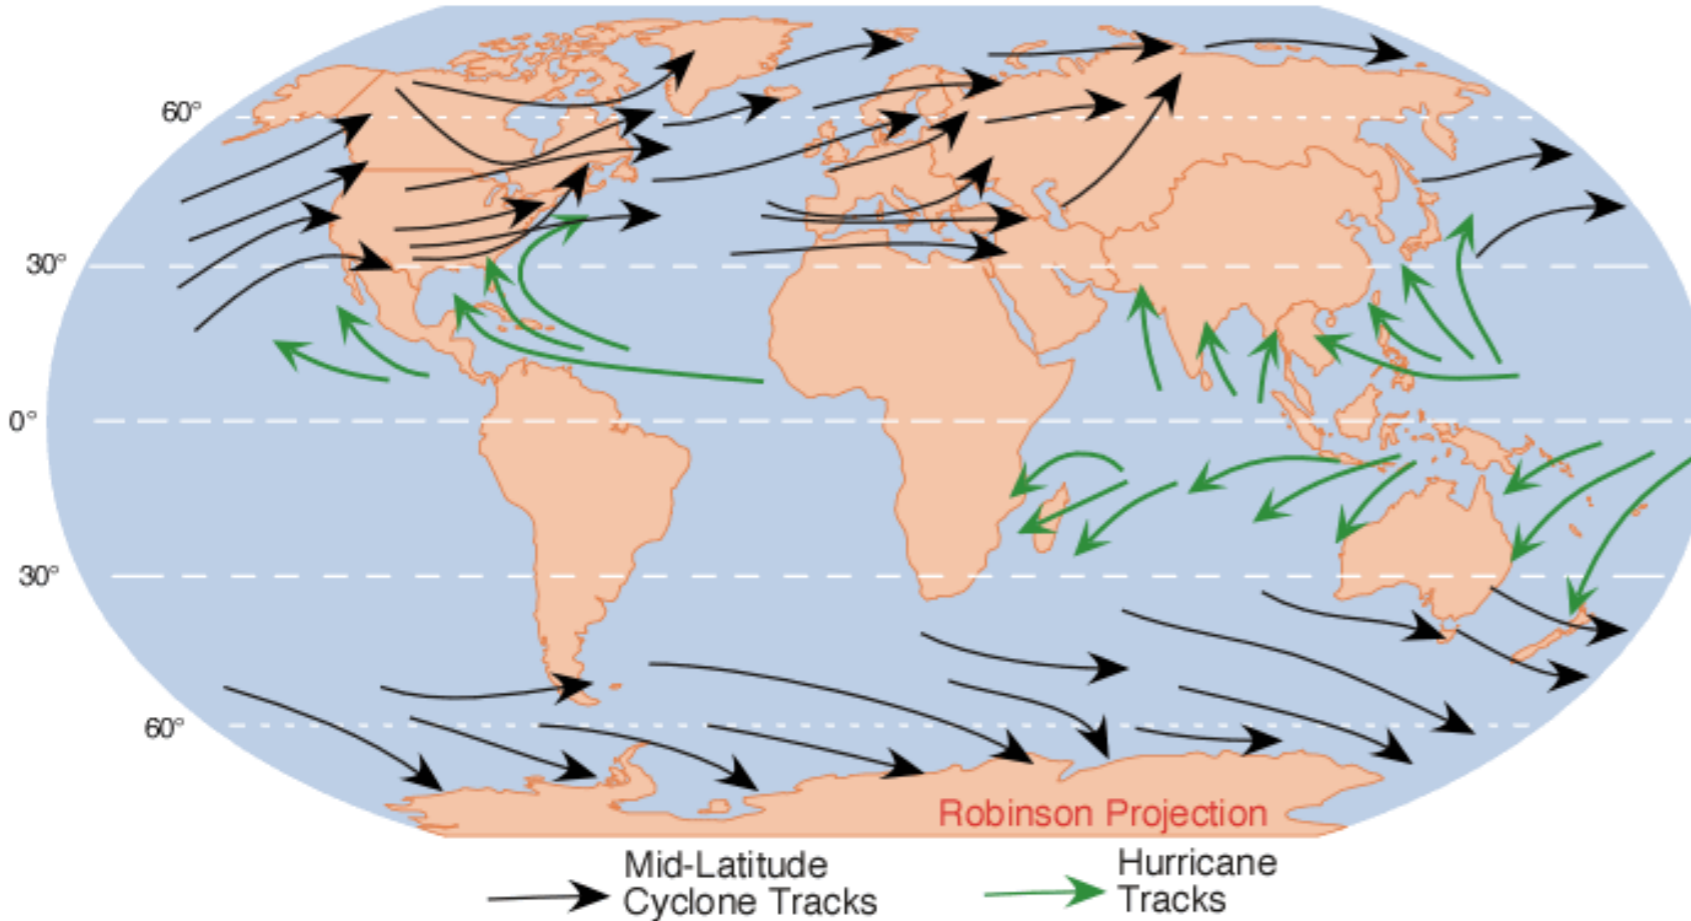 60°
30°
0°
30°
60°
Robinson Projection
Mid-Latitude
Cyclone Tracks
Hurricane
Tracks